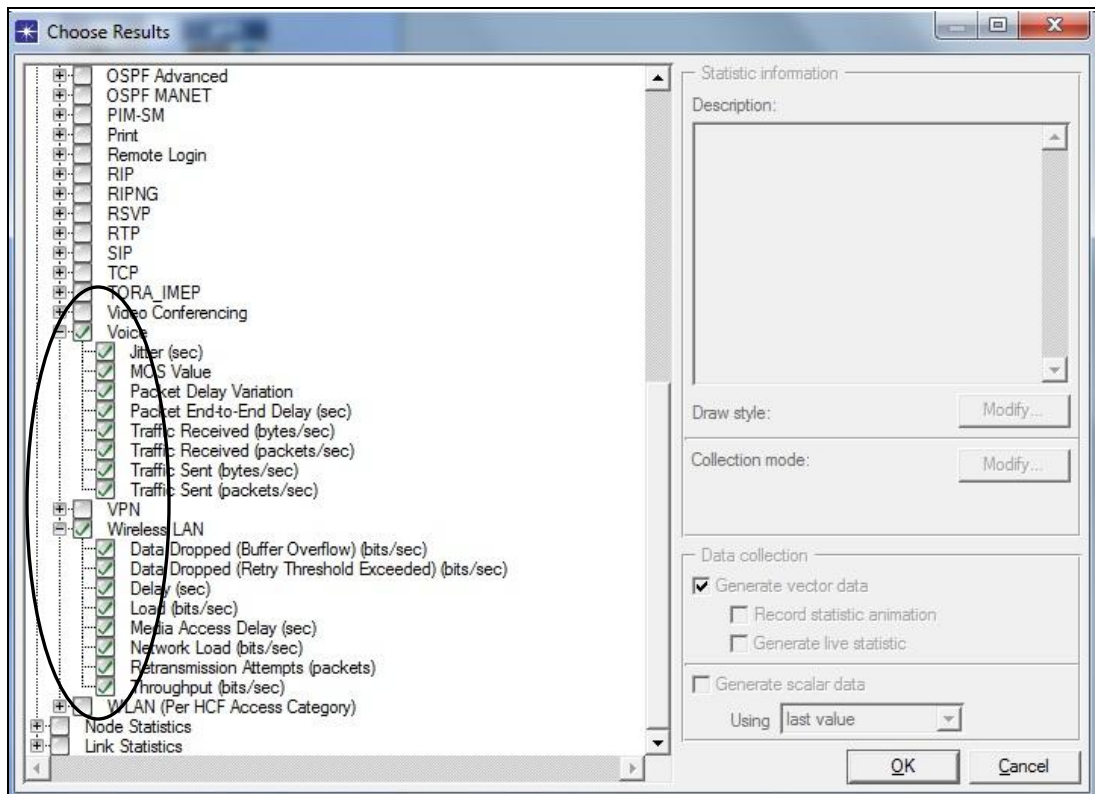 Choose Results
OSPF Advanced
OSPF MANET
PIM-SM
Print
Remote Login
RIP
RIPNG
RSVP
RTP
SIP
TCP
TORA_IMEP
Video Conferencing
Voice
Jitter (sec)
MOS Value
Packet Delay Variation
Packet End-to-End Delay (sec)
Traffic Received (bytes/sec)
Traffic Received (packets/sec)
Traffic Sent (bytes/sec)
Traffic Sent (packets/sec)
VPN
Wireless LAN
Data Dropped (Buffer Overflow) (bits/sec)
Data Dropped (Retry Threshold Exceeded) (bits/sec)
Delay (sec)
Load (bits/sec)
Media Access Delay (sec)
Network Load (bits/sec)
Retransmission Attempts (packets)
Throughput (bits/sec)
WLAN (Per HCF Access Category)
Node Statistics
Link Statistics
Statistic information
Description:
Draw style:
Modify...
Collection mode:
Modify...
Data collection
Generate vector data
Record statistic animation
Generate live statistic
Generate scalar data
Using last value
OK
Cancel